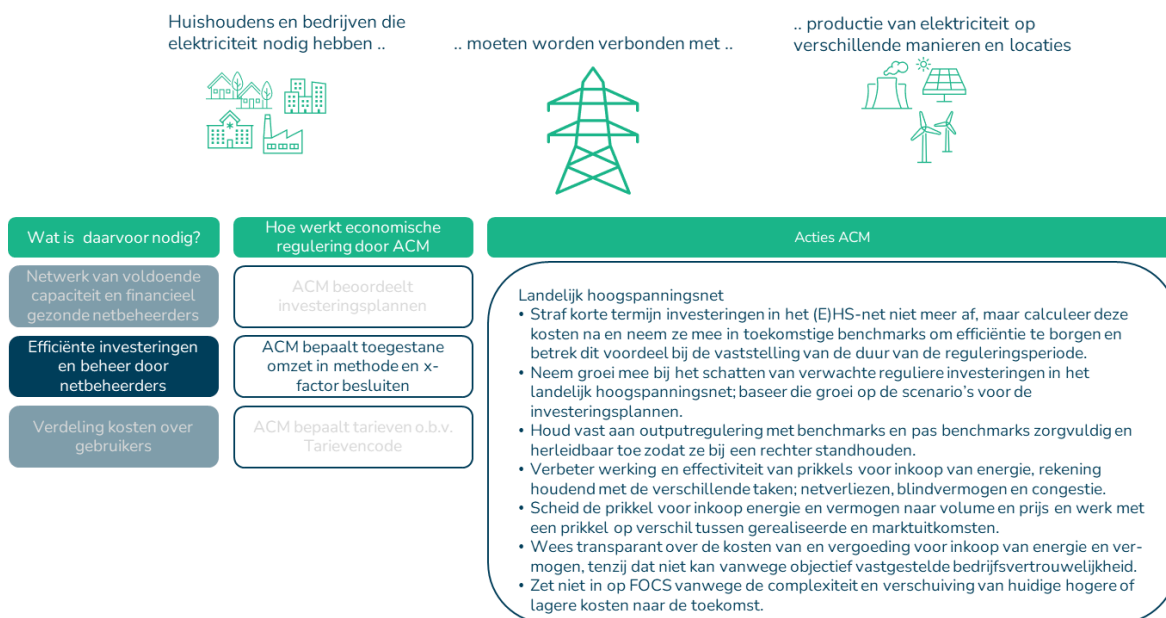 Huishoudens en bedrijven die
elektriciteit nodig hebben ..
.. moeten worden verbonden met ..
.. productie van elektriciteit op
verschillende manieren en locaties
Wat is daarvoor nodig?
Hoe werkt economische
regulering door ACM
Acties ACM
Netwerk van voldoende
capaciteit en financieel
gezonde netbeheerders
ACM beoordeelt
investeringsplannen
Efficiënte investeringen
en beheer door
netbeheerders
ACM bepaalt toegestane
omzet in methode en x-
factor besluiten
Verdeling kosten over
gebruikers
ACM bepaalt tarieven o.b.v.
Tarievencode
Landelijk hoogspanningsnet
• Straf korte termijn investeringen in het (E)HS-net niet meer af, maar calculeer deze
kosten na en neem ze mee in toekomstige benchmarks om efficiëntie te borgen en
betrek dit voordeel bij de vaststelling van de duur van de reguleringsperiode.
• Neem groei mee bij het schatten van verwachte reguliere investeringen in het
landelijk hoogspanningsnet; baseer die groei op de scenario's voor de
investeringsplannen.
• Houd vast aan outputregulering met benchmarks en pas benchmarks zorgvuldig en
herleidbaar toe zodat ze bij een rechter standhouden.
• Verbeter werking en effectiviteit van prikkels voor inkoop van energie, rekening
houdend met de verschillende taken; netverliezen, blindvermogen en congestie.
• Scheid de prikkel voor inkoop energie en vermogen naar volume en prijs en werk met
een prikkel op verschil tussen gerealiseerde en marktuitkomsten.
• Wees transparant over de kosten van en vergoeding voor inkoop van energie en ver-
mogen, tenzij dat niet kan vanwege objectief vastgestelde bedrijfsvertrouwelijkheid.
• Zet niet in op FOCS vanwege de complexiteit en verschuiving van huidige hogere of
lagere kosten naar de toekomst.